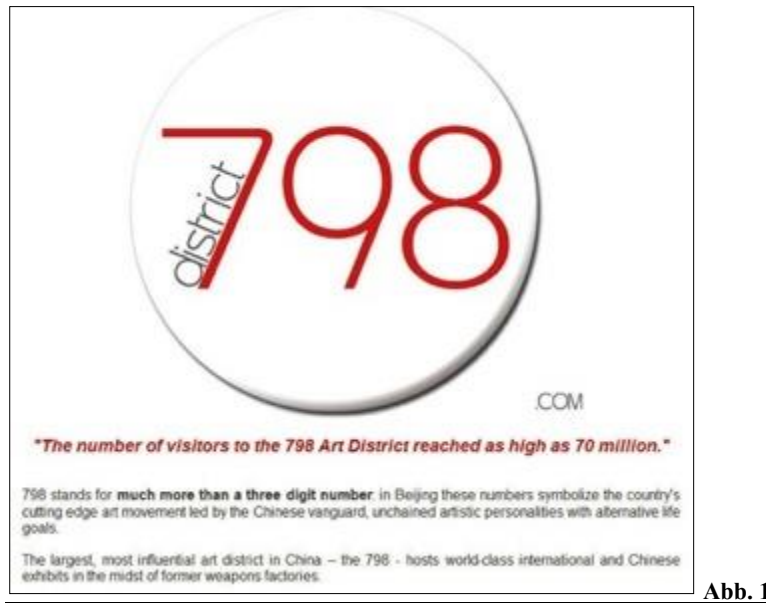 district
798
.COM
"The number of visitors to the 798 Art District reached as high as 70 million."
798 stands for much more than a three digit number: in Beijing these numbers symbolize the country's
cutting edge art movement led by the Chinese vanguard, unchained artistic personalities with alternative life
goals.
The largest, most influential art district in China – the 798 - hosts world-class international and Chinese
exhibits in the midst of former weapons factories.
Abb. 1